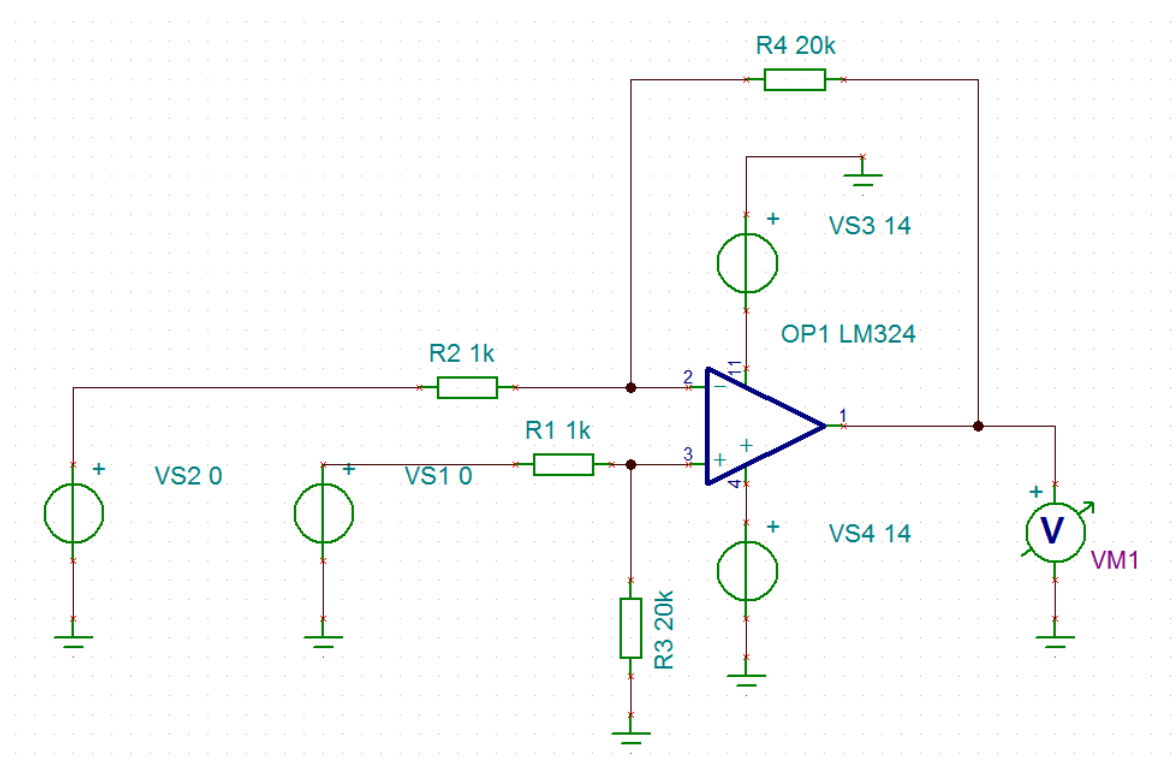 R4 20k
+
VS3 14
OP1 LM324
R2 1k
11
2
−
1
R1 1k
+
3
+
+
VS2 0
+
VS1 0
4
+
+
VS4 14
V
VM1
R3 20k